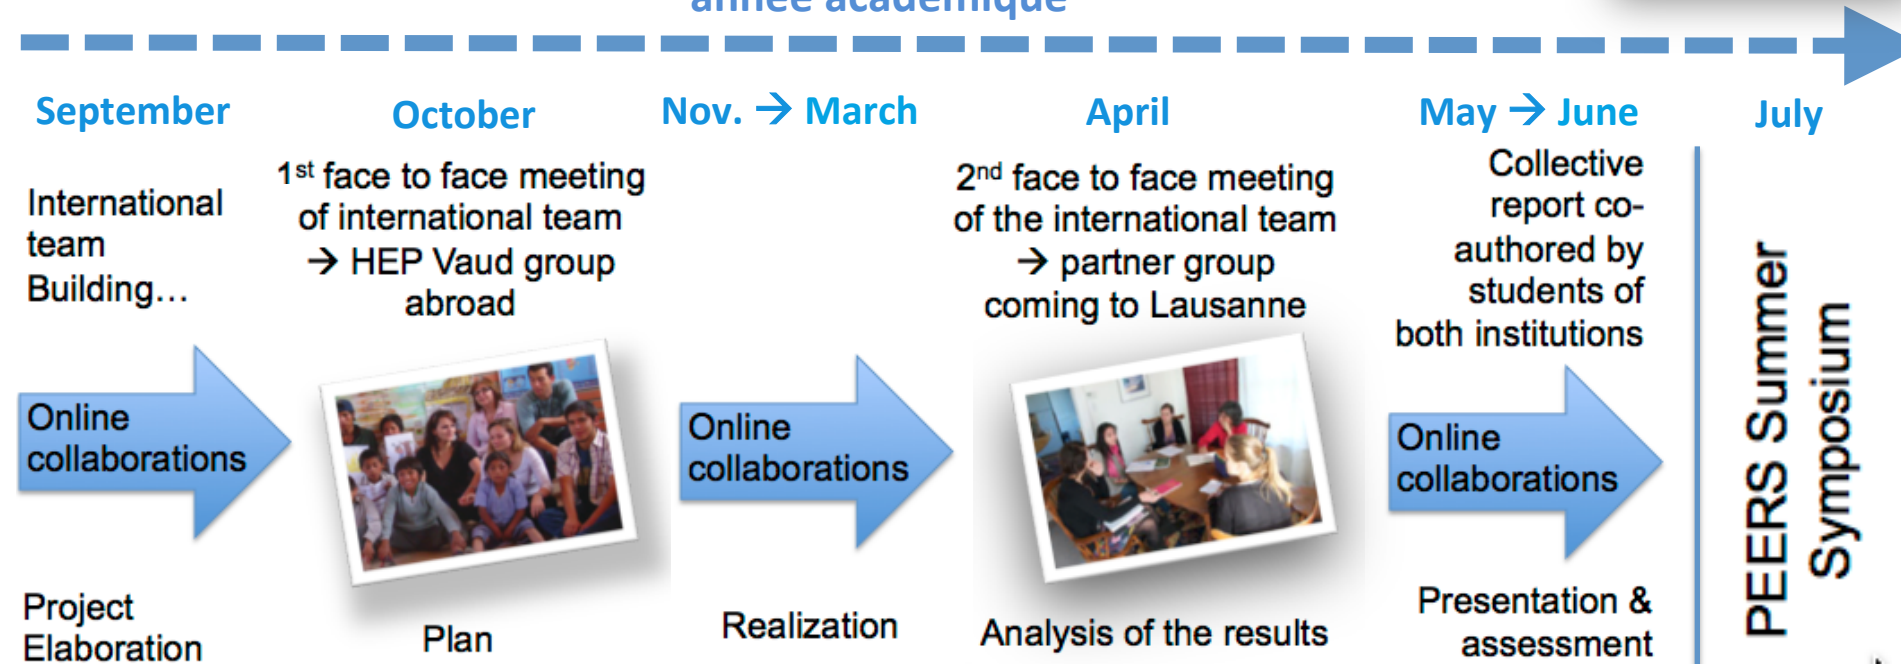 année académique
September
October
Nov. → March
April
May → June
July
International
team
Building...
1st face to face meeting
of international team
→ HEP Vaud group
abroad
2nd face to face meeting
of the international team
→ partner group
coming to Lausanne
Collective
report co-
authored by
students of
both institutions
Online
collaborations
Online
collaborations
Online
collaborations
PEERS Summer
Symposium
Project
Elaboration
Plan
Realization
Analysis of the results
Presentation &
assessment